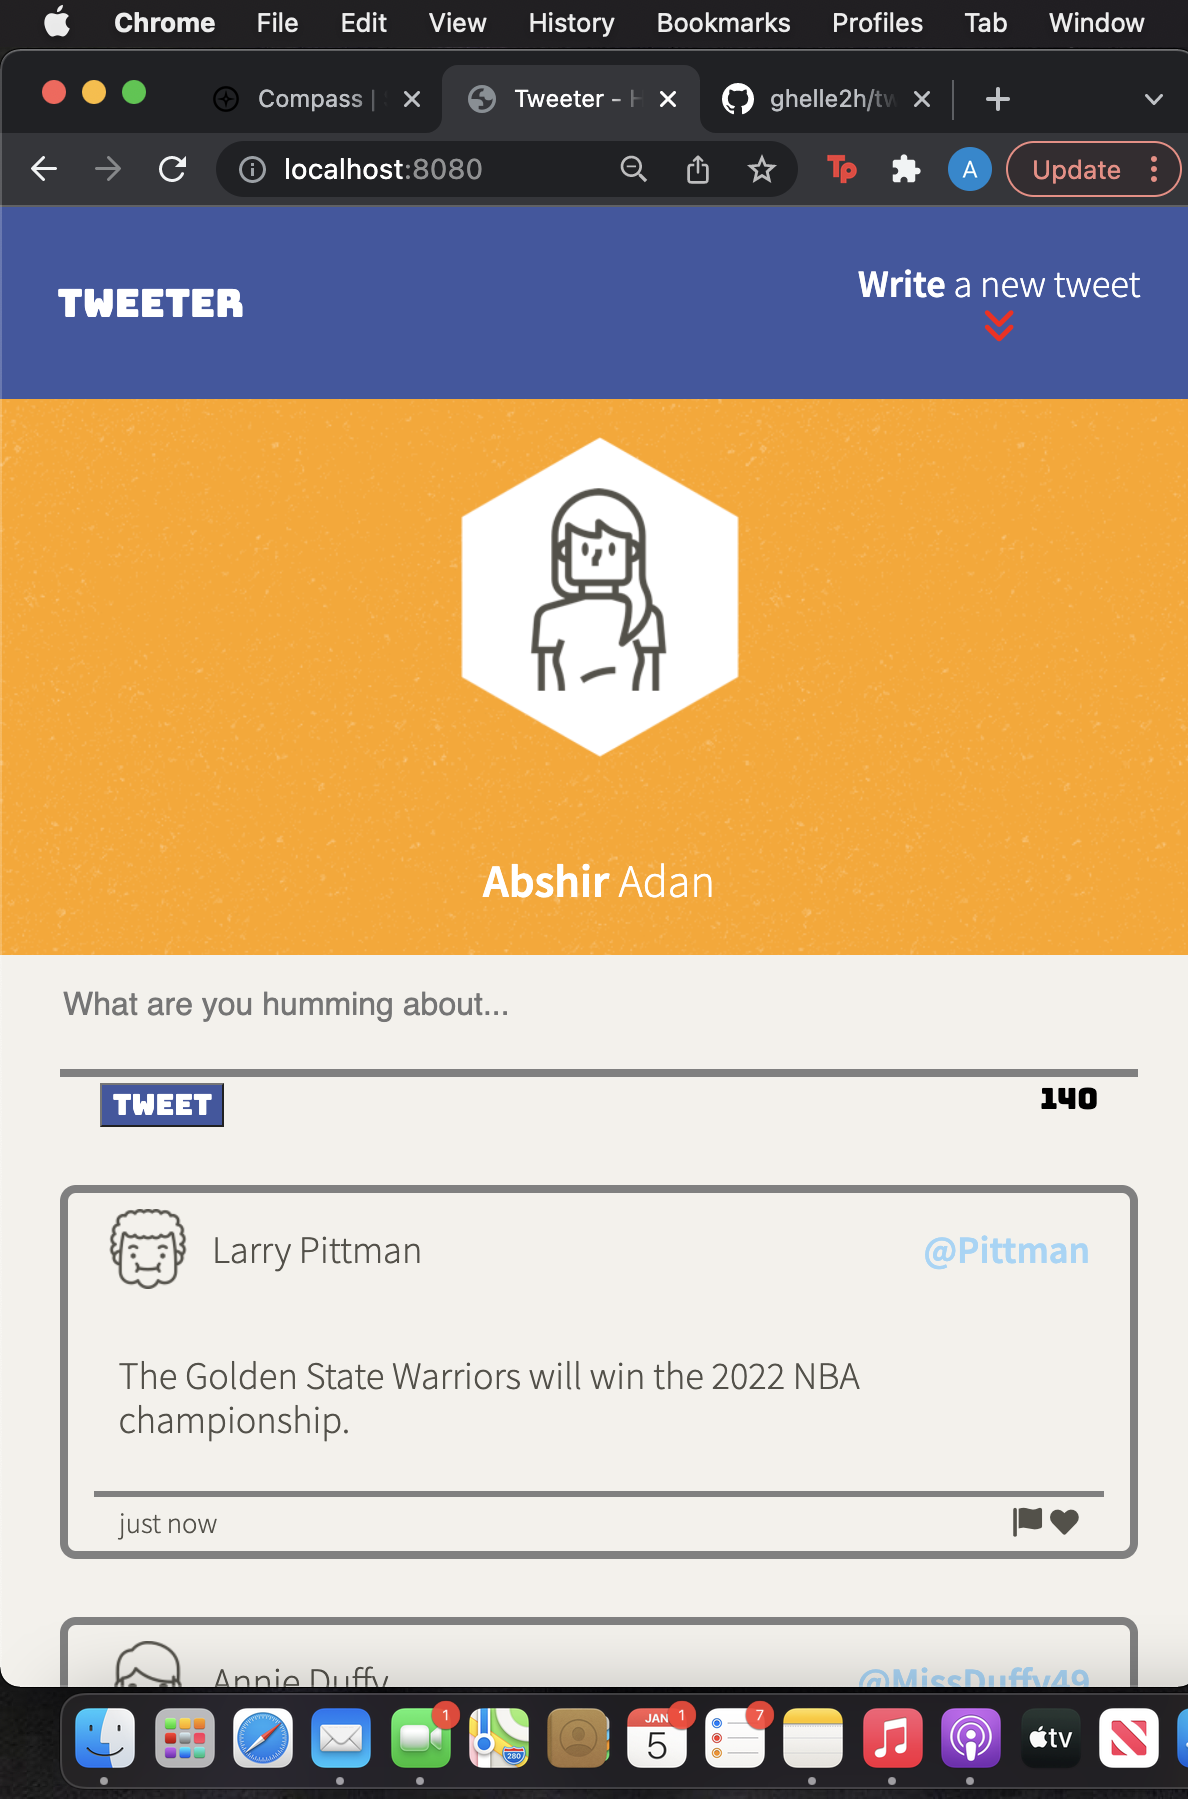 Chrome File Edit View History Bookmarks Profiles Tab Window
Compass | Tweeter - ghelle2h/tw
localhost:8080 Tp A Update
TWEETER
Write a new tweet
Abshir Adan
What are you humming about...
TWEET 140
Larry Pittman @Pittman
The Golden State Warriors will win the 2022 NBA
championship.
just now
Annie Duffy @MissDuffy49
1 280 JAN 1 5 7 tv